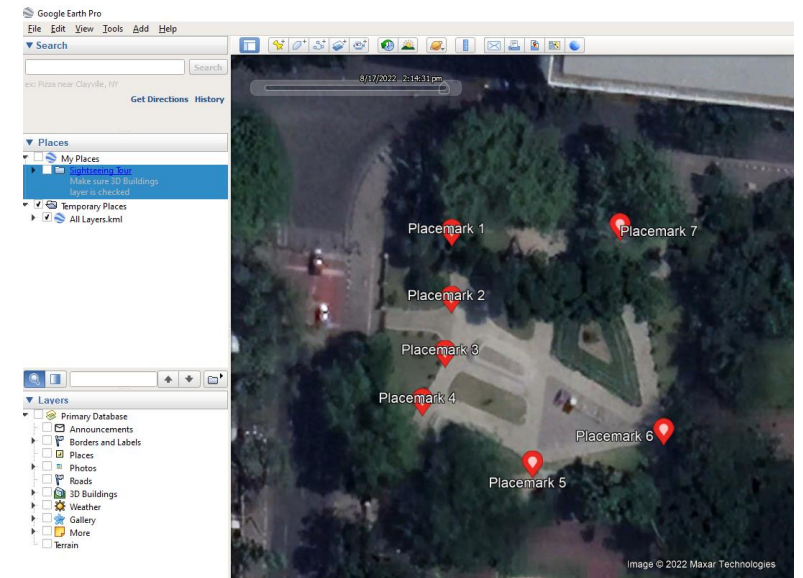 Google Earth Pro
File Edit View Tools Add Help
Search
Search
ex: Pizza near Clayville, NY
Get Directions History
Places
My Places
Sightseeing Tour
Make sure 3D Buildings
layer is checked
Temporary Places
All Layers.kml
Layers
Primary Database
Announcements
Borders and Labels
Places
Photos
Roads
3D Buildings
Weather
Gallery
More
Terrain
8/17/2022 2:14:31 pm
Placemark 1
Placemark 7
Placemark 2
Placemark 3
Placemark 4
Placemark 6
Placemark 5
Image © 2022 Maxar Technologies